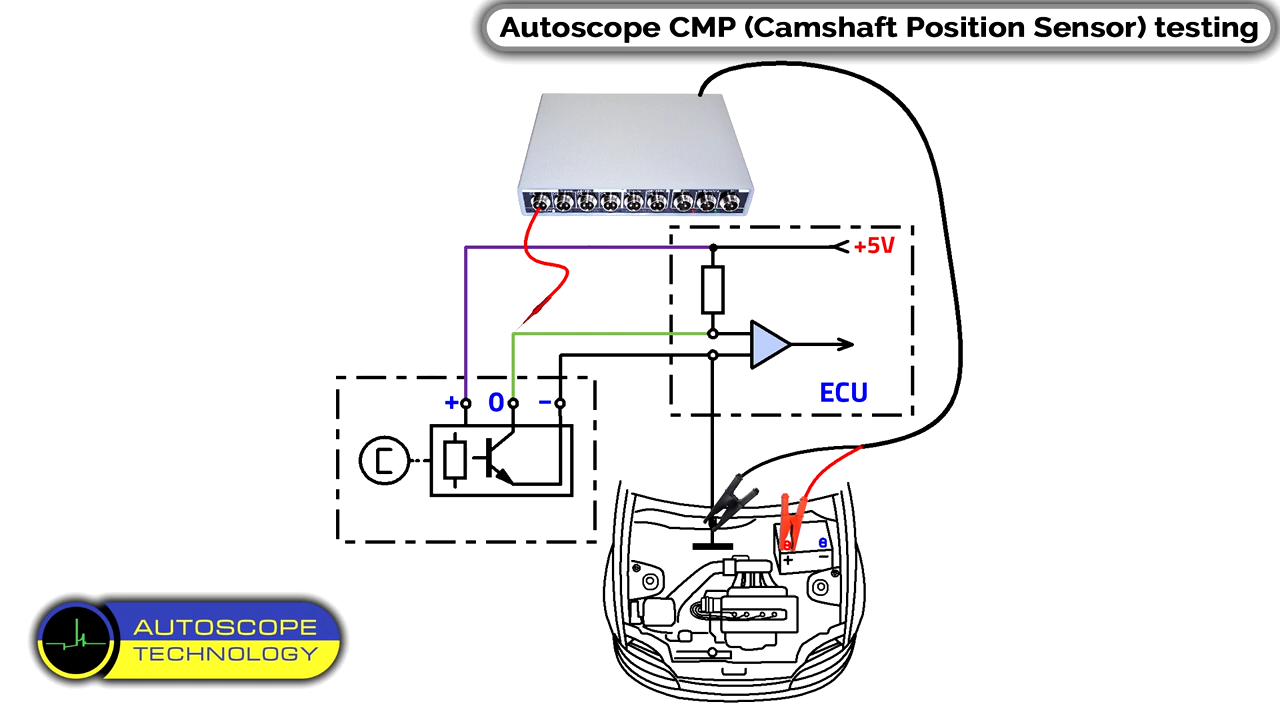 Autoscope CMP (Camshaft Position Sensor) testing
+5V
ECU
+ 0 −
+ −
AUTOSCOPE
TECHNOLOGY